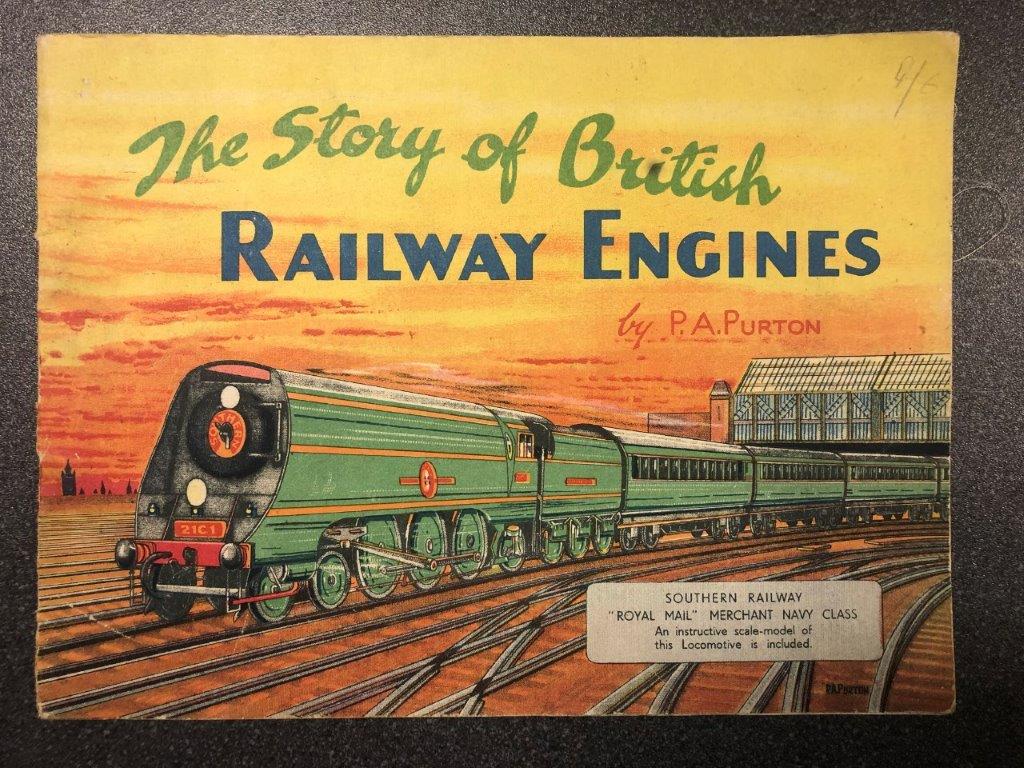 The Story of British
RAILWAY ENGINES
by P.A.PURTON
SOUTHERN
21C1
SOUTHERN RAILWAY
"ROYAL MAIL" MERCHANT NAVY CLASS
An instructive scale-model of
this Locomotive is included.
P.A.PURTON